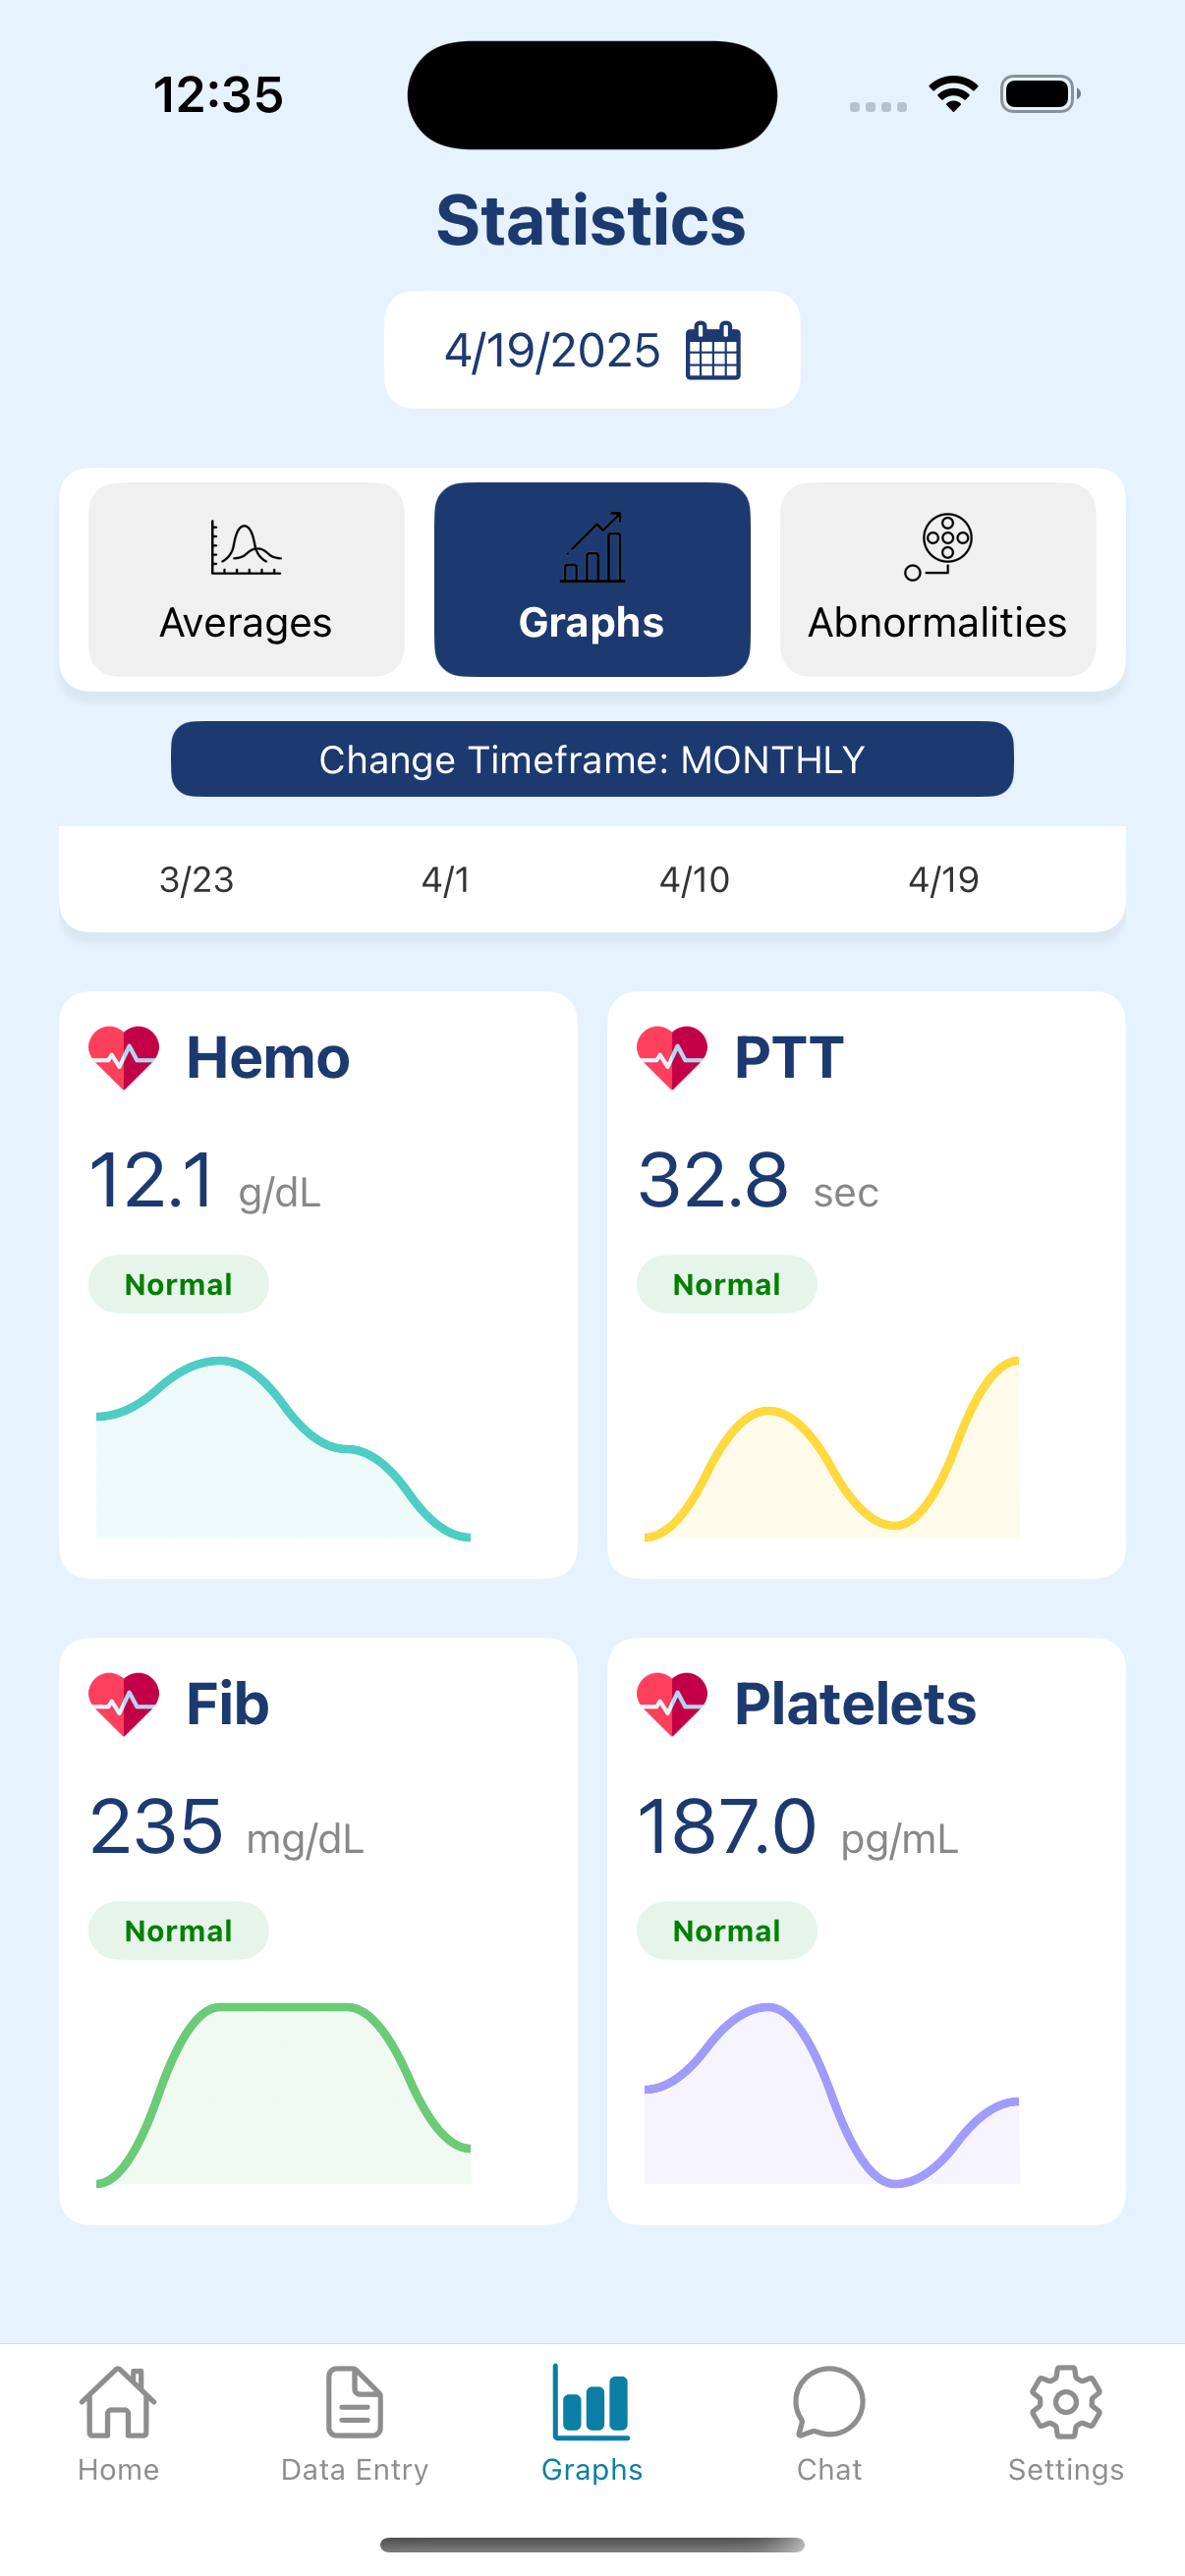 12:35
Statistics
4/19/2025
Averages
Graphs
Abnormalities
Change Timeframe: MONTHLY
3/23 4/1 4/10 4/19
Hemo
12.1 g/dL
Normal
PTT
32.8 sec
Normal
Fib
235 mg/dL
Normal
Platelets
187.0 pg/mL
Normal
Home
Data Entry
Graphs
Chat
Settings